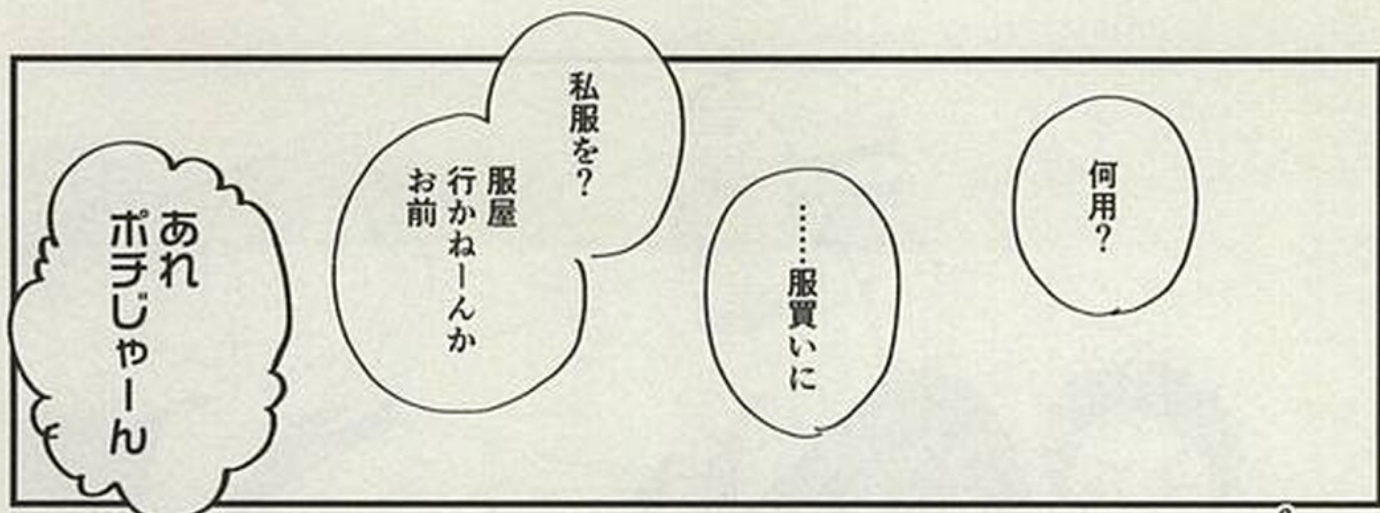 何用?
……服買いに
私服を?
服屋
行かねーんか
お前
あれ
ポチじゃーん